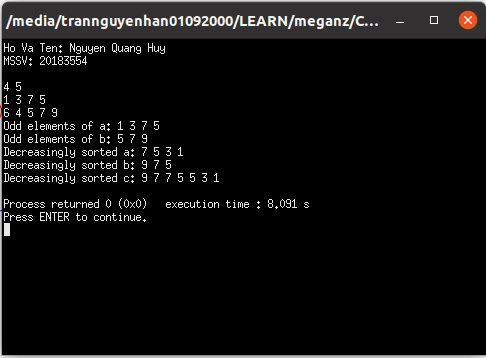 /media/trannguyenhan01092000/LEARN/meganz/C...
Ho Va Ten: Nguyen Quang Huy
MSSV: 20183554
4 5
1 3 7 5
6 4 5 7 9
Odd elements of a: 1 3 7 5
Odd elements of b: 5 7 9
Decreasingly sorted a: 7 5 3 1
Decreasingly sorted b: 9 7 5
Decreasingly sorted c: 9 7 7 5 5 3 1
Process returned 0 (0x0)   execution time : 8.091 s
Press ENTER to continue.